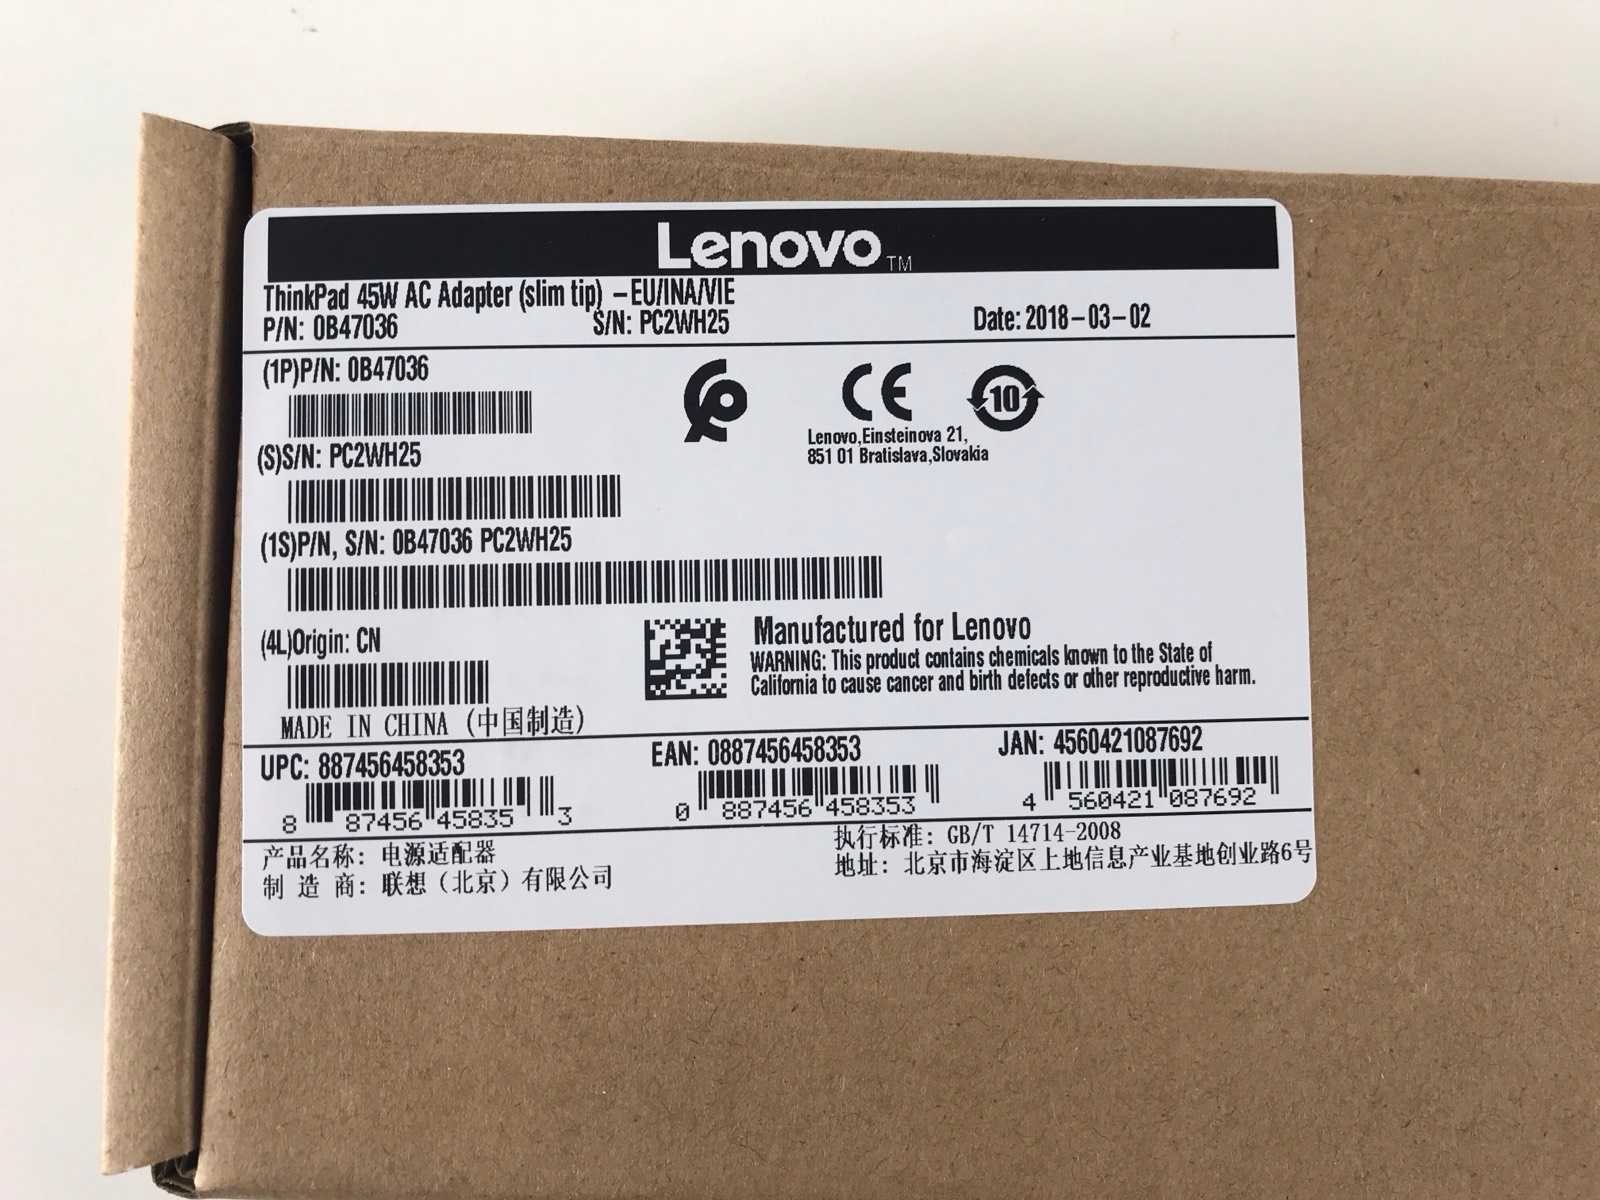 Lenovo™
ThinkPad 45W AC Adapter (slim tip) –EU/INA/VIE
P/N: 0B47036 S/N: PC2WH25 Date: 2018-03-02
(1P)P/N: 0B47036
CE
10
Lenovo,Einsteinova 21,
851 01 Bratislava,Slovakia
(S)S/N: PC2WH25
(1S)P/N, S/N: 0B47036 PC2WH25
(4L)Origin: CN
Manufactured for Lenovo
WARNING: This product contains chemicals known to the State of
California to cause cancer and birth defects or other reproductive harm.
MADE IN CHINA (中国制造)
UPC: 887456458353 EAN: 0887456458353 JAN: 4560421087692
8 87456 45835 3 0 887456 458353 4 560421 087692
产品名称: 电源适配器 执行标准: GB/T 14714-2008
制 造 商: 联想（北京）有限公司 地址: 北京市海淀区上地信息产业基地创业路6号